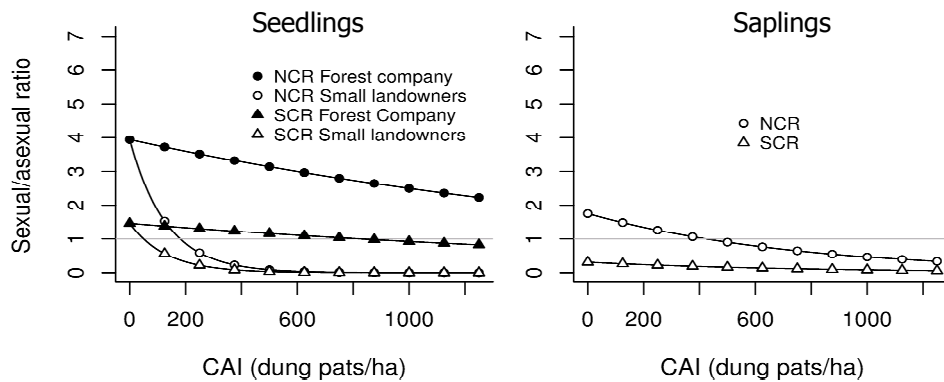 Seedlings
Sexual/asexual ratio
7
6
5
4
3
2
1
0
NCR Forest company
NCR Small landowners
SCR Forest Company
SCR Small landowners
0 200 600 1000
CAI (dung pats/ha)
Saplings
7
6
5
4
3
2
1
0
NCR
SCR
0 200 600 1000
CAI (dung pats/ha)